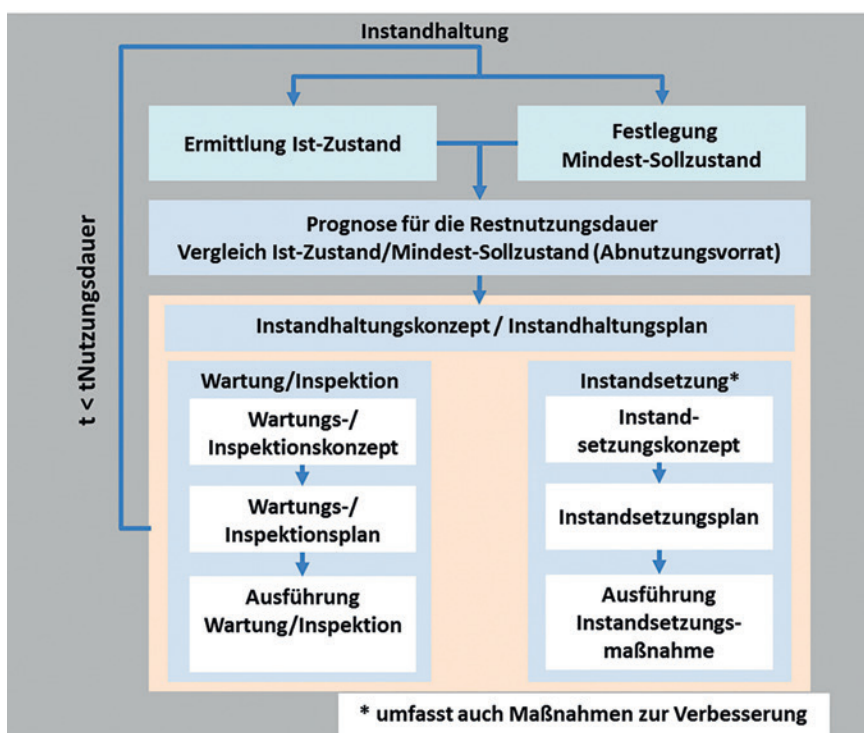 Instandhaltung
Ermittlung Ist-Zustand
Festlegung
Mindest-Sollzustand
Prognose für die Restnutzungsdauer
Vergleich Ist-Zustand/Mindest-Sollzustand (Abnutzungsvorrat)
t < tNutzungsdauer
Instandhaltungskonzept / Instandhaltungsplan
Wartung/Inspektion
Wartungs-/
Inspektionskonzept
Wartungs-/
Inspektionsplan
Ausführung
Wartung/Inspektion
Instandsetzung*
Instand-
setzungskonzept
Instandsetzungsplan
Ausführung
Instandsetzungs-
maßnahme
* umfasst auch Maßnahmen zur Verbesserung